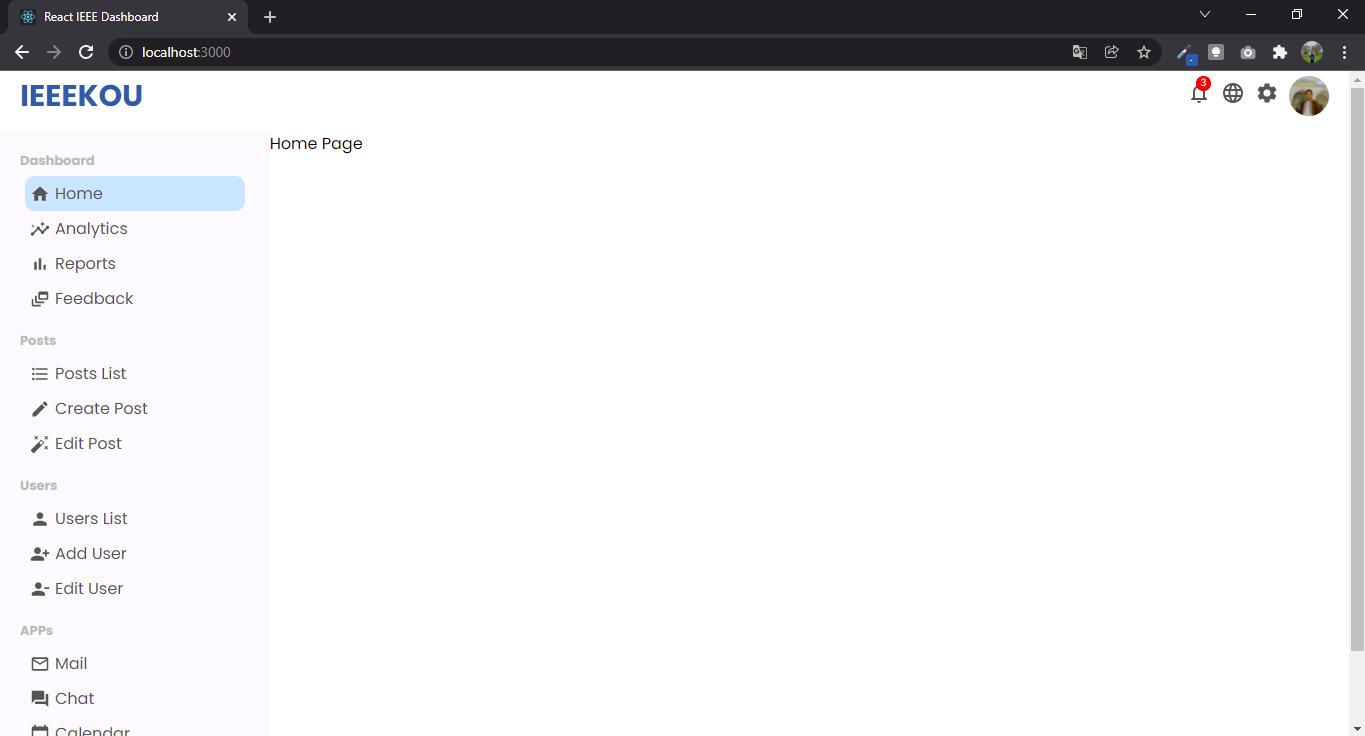 React IEEE Dashboard
localhost:3000
IEEEKOU
3
Dashboard
Home
Analytics
Reports
Feedback
Posts
Posts List
Create Post
Edit Post
Users
Users List
Add User
Edit User
APPs
Mail
Chat
Calendar
Home Page